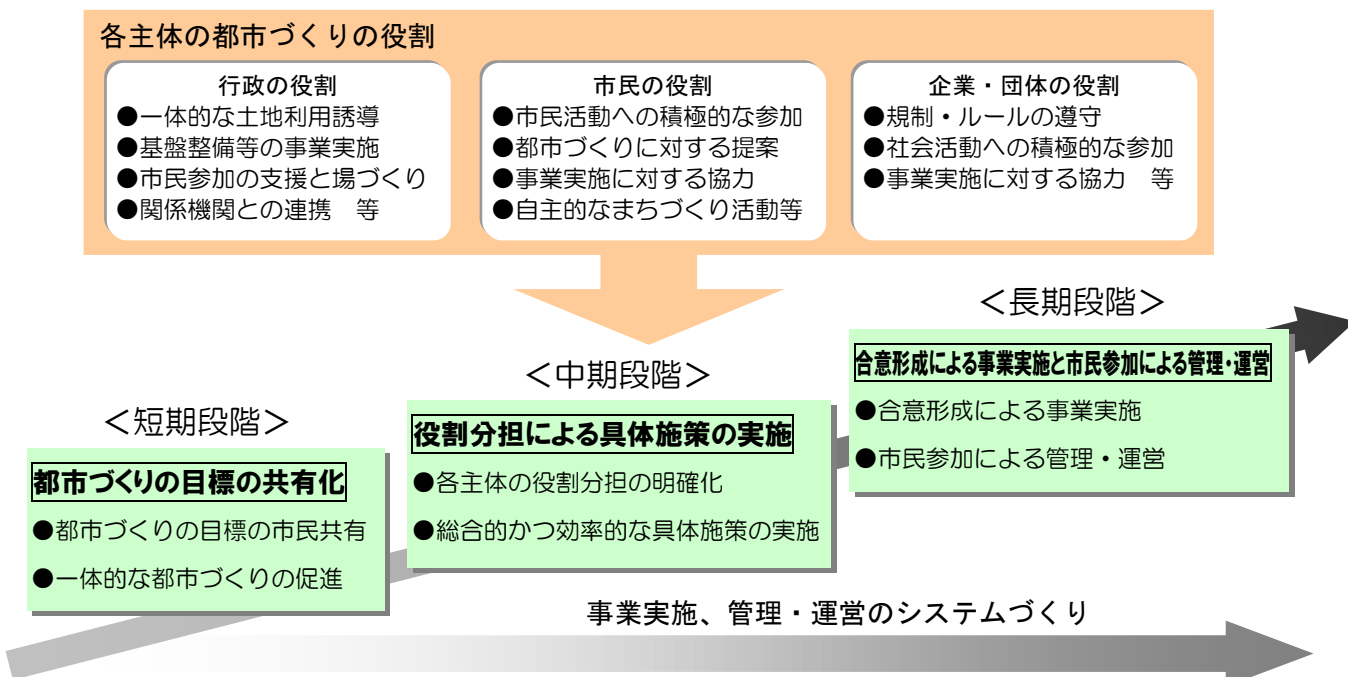 各主体の都市づくりの役割
行政の役割
●一体的な土地利用誘導
●基盤整備等の事業実施
●市民参加の支援と場づくり
●関係機関との連携　等
市民の役割
●市民活動への積極的な参加
●都市づくりに対する提案
●事業実施に対する協力
●自主的なまちづくり活動等
企業・団体の役割
●規制・ルールの遵守
●社会活動への積極的な参加
●事業実施に対する協力　等
＜短期段階＞
都市づくりの目標の共有化
●都市づくりの目標の市民共有
●一体的な都市づくりの促進
＜中期段階＞
役割分担による具体施策の実施
●各主体の役割分担の明確化
●総合的かつ効率的な具体施策の実施
＜長期段階＞
合意形成による事業実施と市民参加による管理・運営
●合意形成による事業実施
●市民参加による管理・運営
事業実施、管理・運営のシステムづくり